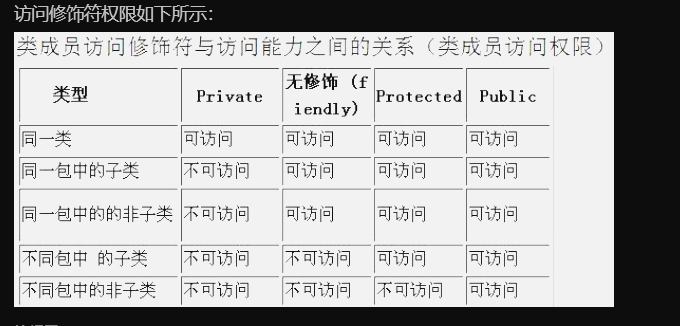 访问修饰符权限如下所示：
类成员访问修饰符与访问能力之间的关系（类成员访问权限）
类型 Private 无修饰 (f Protected Public
iendly)
同一类 可访问 可访问 可访问 可访问
同一包中的子类 不可访问 可访问 可访问 可访问
同一包中的的非子类 不可访问 可访问 可访问 可访问
不同包中 的子类 不可访问 不可访问 可访问 可访问
不同包中的非子类 不可访问 不可访问 不可访问 可访问